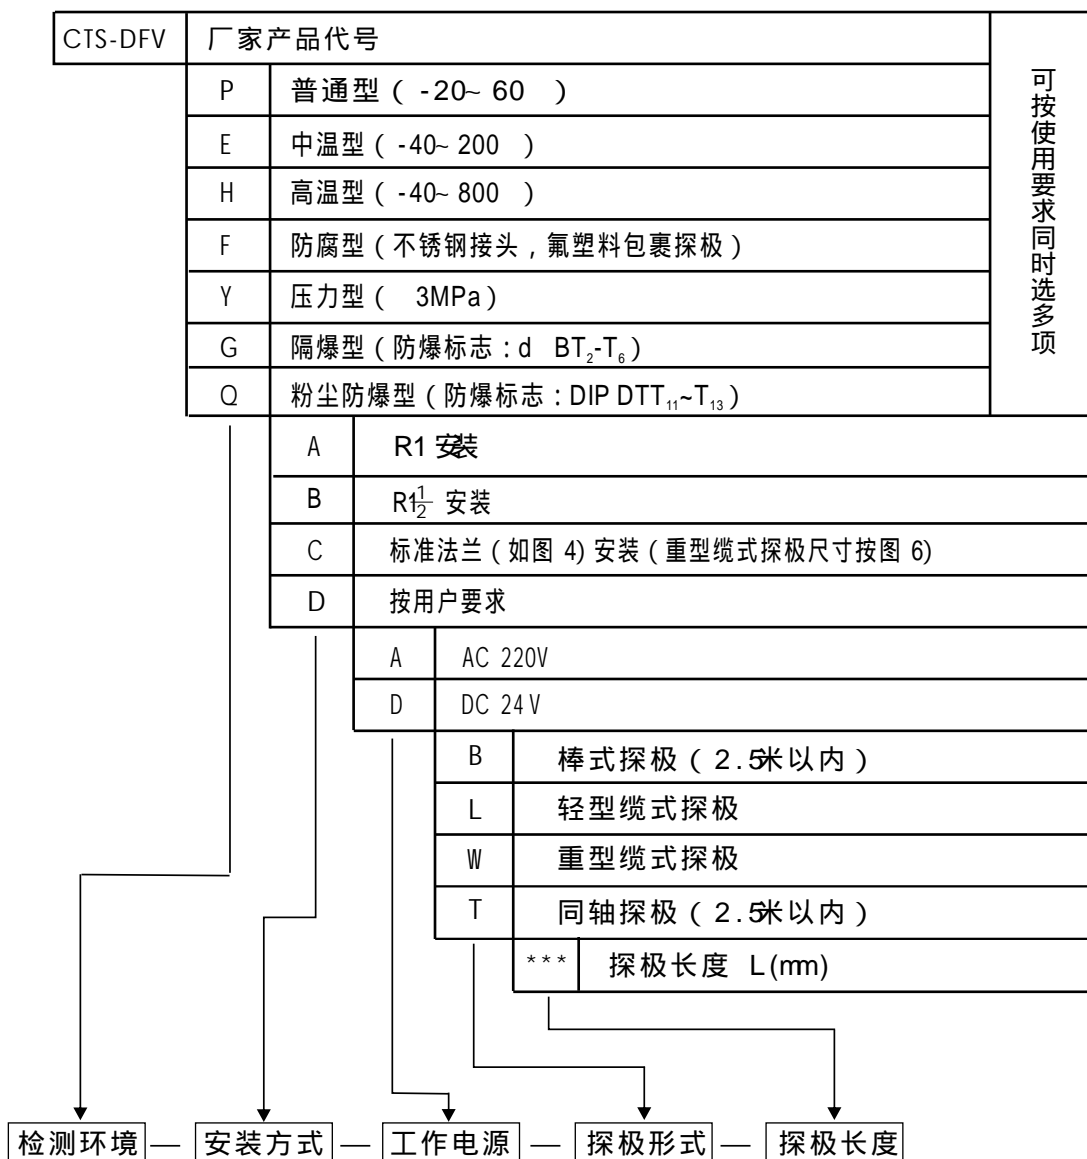 CTS-DFV 厂家产品代号
可按使用要求同时选多项
P 普通型 ( -20~ 60 )
E 中温型 ( -40~ 200 )
H 高温型 ( -40~ 800 )
F 防腐型 ( 不锈钢接头 , 氟塑料包裹探极 )
Y 压力型 ( 3MPa )
G 隔爆型 ( 防爆标志 : d BT₂-T₆ )
Q 粉尘防爆型 ( 防爆标志 : DIP DTT₁₁~T₁₃ )
A R1 安装
B R1½ 安装
C 标准法兰 ( 如图 4) 安装 ( 重型缆式探极尺寸按图 6)
D 按用户要求
A AC 220V
D DC 24V
B 棒式探极 ( 2.5米以内 )
L 轻型缆式探极
W 重型缆式探极
T 同轴探极 ( 2.5米以内 )
*** 探极长度 L(mm)
检测环境 — 安装方式 — 工作电源 — 探极形式 — 探极长度